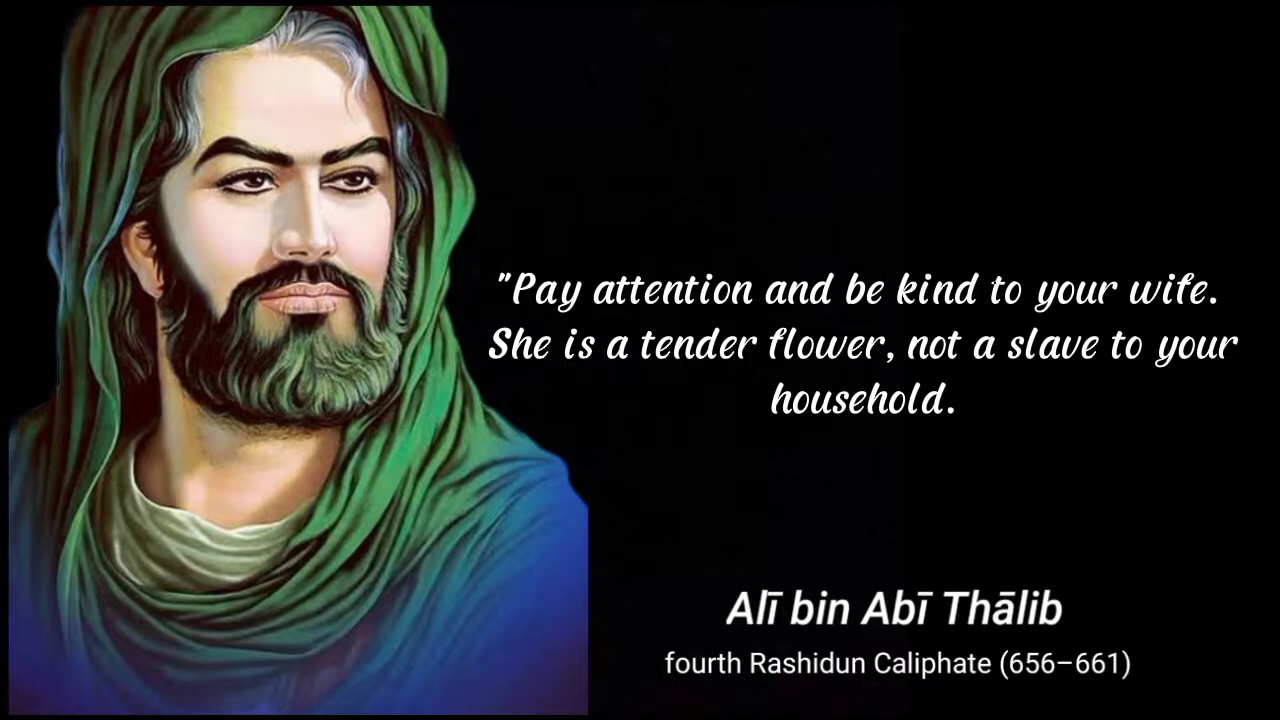 "Pay attention and be kind to your wife.
She is a tender flower, not a slave to your
household.
Alī bin Abī Thālib
fourth Rashidun Caliphate (656–661)